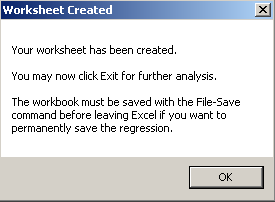 Worksheet Created
Your worksheet has been created.
You may now click Exit for further analysis.
The workbook must be saved with the File-Save
command before leaving Excel if you want to
permanently save the regression.
OK